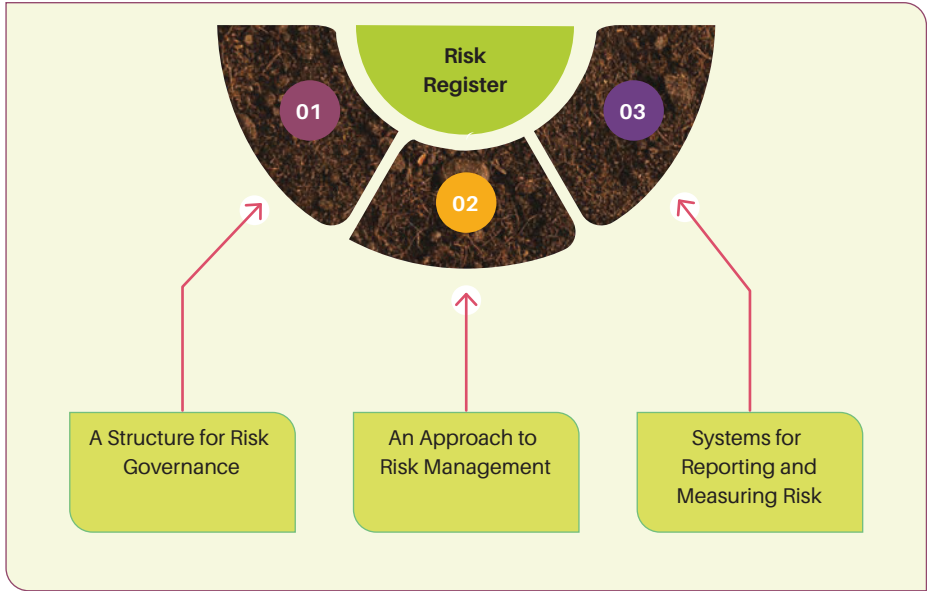 Risk
Register
01
02
03
A Structure for Risk
Governance
An Approach to
Risk Management
Systems for
Reporting and
Measuring Risk